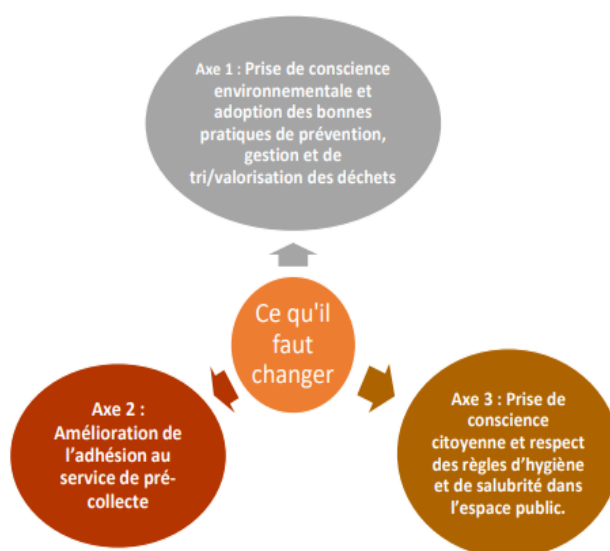 Axe 1 : Prise de conscience
environnementale et
adoption des bonnes
pratiques de prévention,
gestion et de
tri/valorisation des déchets
Ce qu'il
faut
changer
Axe 2 :
Amélioration de
l'adhésion au
service de pré-
collecte
Axe 3 : Prise de
conscience
citoyenne et respect
des règles d'hygiène
et de salubrité dans
l'espace public.